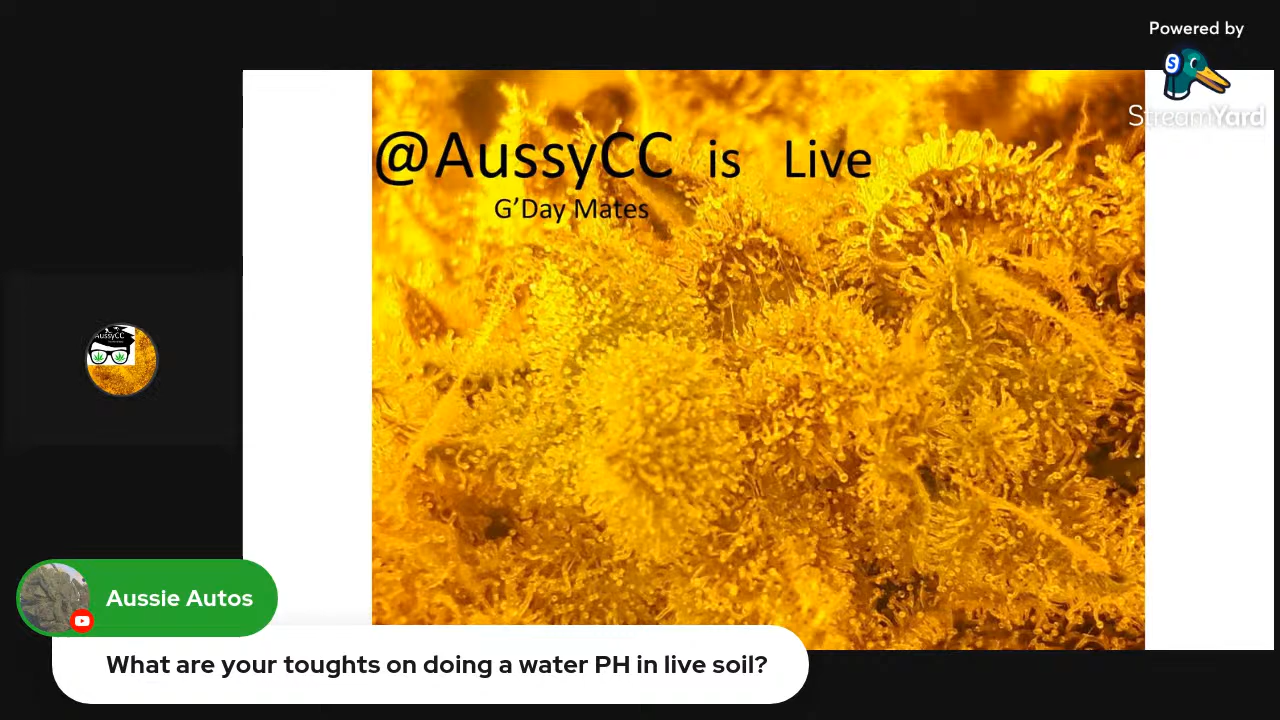 Powered by
StreamYard
@AussyCC is Live
G'Day Mates
AussyCC
Aussie Autos
What are your toughts on doing a water PH in live soil?